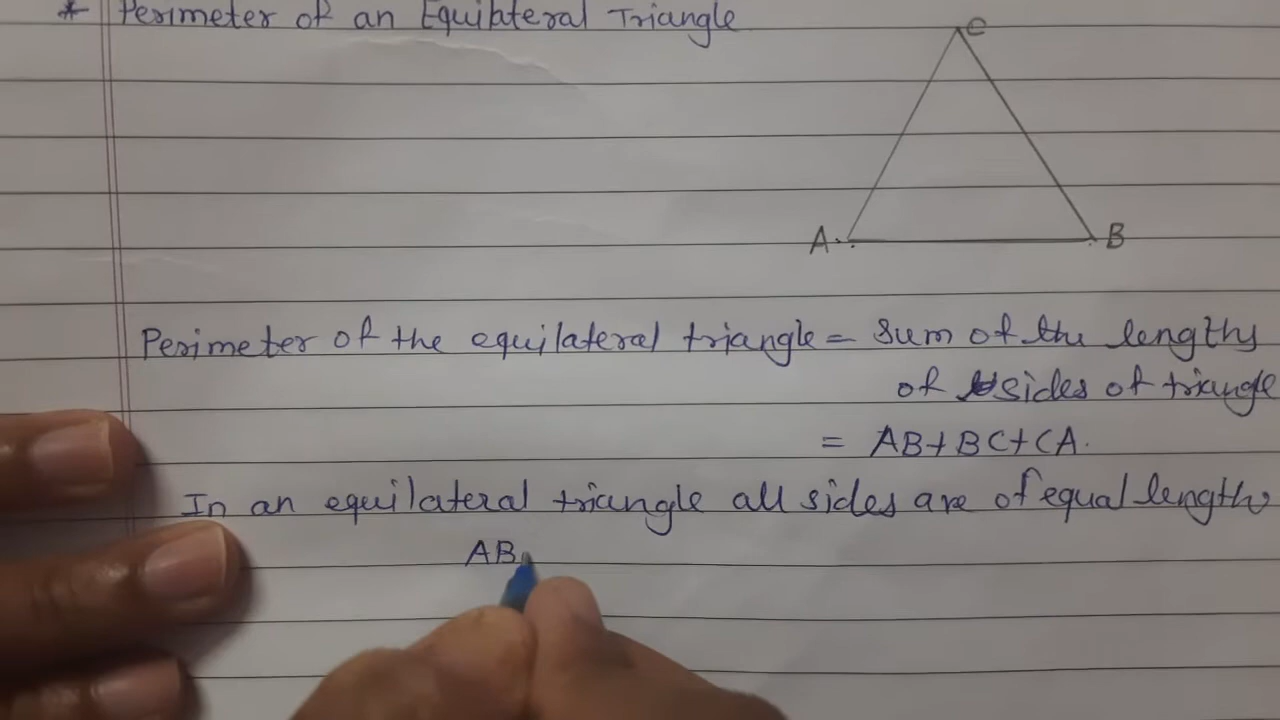 * Perimeter of an Equilateral Triangle
C
A
B
Perimeter of the equilateral triangle = Sum of the lengths
of sides of triangle
= AB+BC+CA.
In an equilateral triangle all sides are of equal length
AB